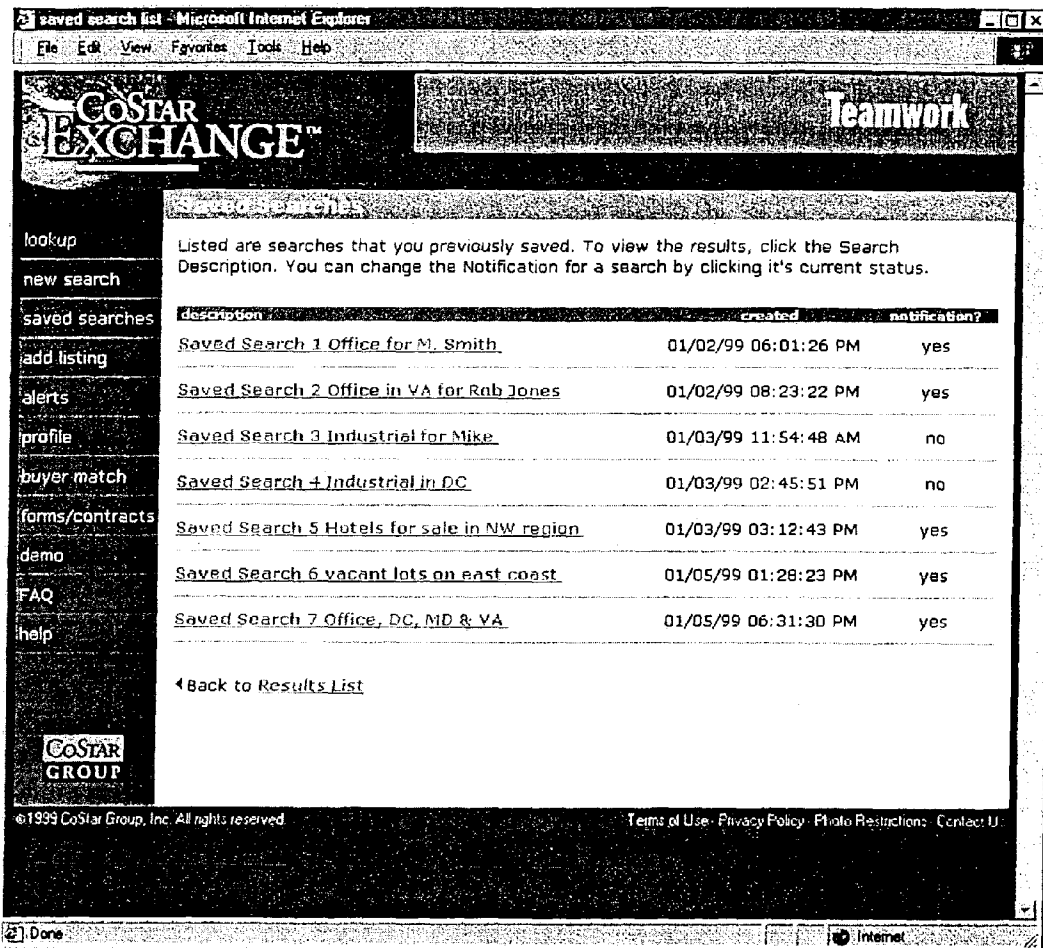 saved search list - Microsoft Internet Explorer
File Edit View Favorites Tools Help
COSTAR
EXCHANGE™
Teamwork
Saved Searches
lookup
new search
saved searches
add listing
alerts
profile
buyer match
forms/contracts
demo
FAQ
help
Listed are searches that you previously saved. To view the results, click the Search
Description. You can change the Notification for a search by clicking it's current status.
description created notification?
Saved Search 1 Office for M. Smith 01/02/99 06:01:26 PM yes
Saved Search 2 Office in VA for Rob Jones 01/02/99 08:23:22 PM yes
Saved Search 3 Industrial for Mike 01/03/99 11:54:48 AM no
Saved Search 4 Industrial in DC 01/03/99 02:45:51 PM no
Saved Search 5 Hotels for sale in NW region 01/03/99 03:12:43 PM yes
Saved Search 6 vacant lots on east coast 01/05/99 01:28:23 PM yes
Saved Search 7 Office, DC, MD & VA 01/05/99 06:31:30 PM yes
Back to Results List
COSTAR
GROUP
©1999 CoStar Group, Inc. All rights reserved.
Terms of Use · Privacy Policy · Photo Restrictions · Contact U
Done Internet